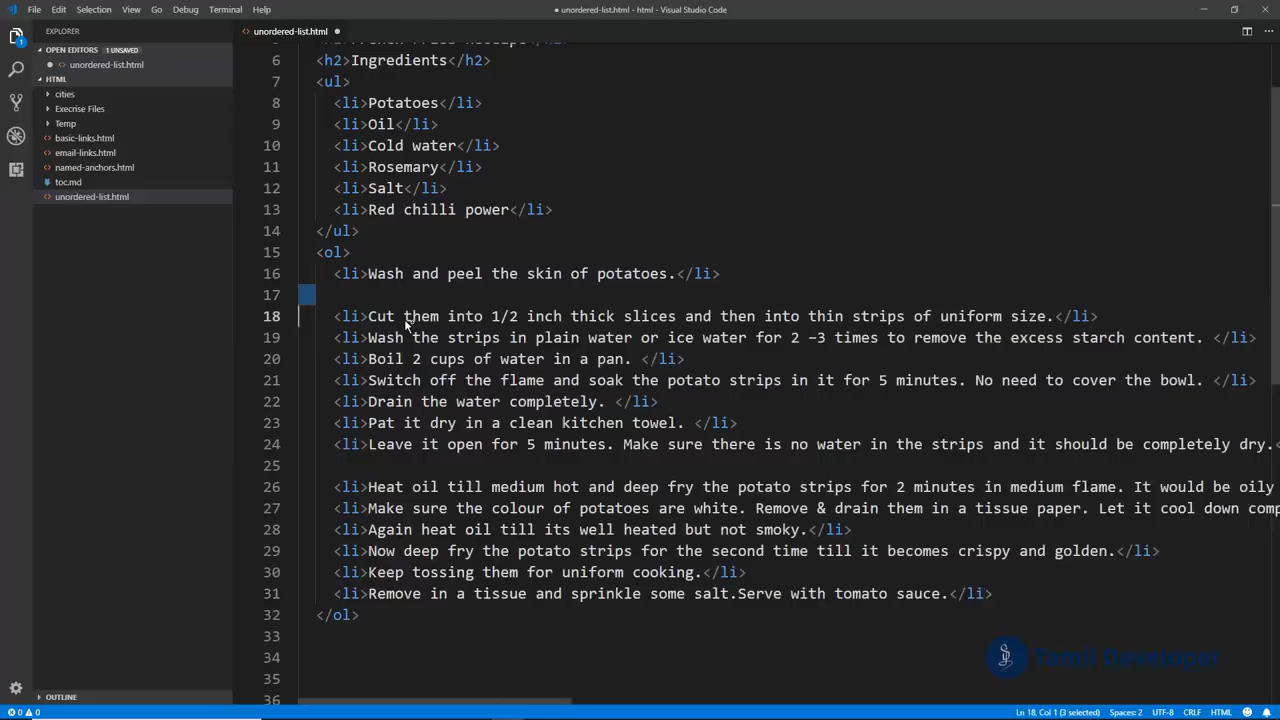 File Edit Selection View Go Debug Terminal Help
● unordered-list.html - html - Visual Studio Code
EXPLORER
unordered-list.html ●
OPEN EDITORS 1 UNSAVED
● <> unordered-list.html
HTML
cities
Execrise Files
Temp
<> basic-links.html
<> email-links.html
<> named-anchors.html
toc.md
<> unordered-list.html
OUTLINE
6 <h2>Ingredients</h2>
7 <ul>
8 <li>Potatoes</li>
9 <li>Oil</li>
10 <li>Cold water</li>
11 <li>Rosemary</li>
12 <li>Salt</li>
13 <li>Red chilli power</li>
14 </ul>
15 <ol>
16 <li>Wash and peel the skin of potatoes.</li>
17
18 <li>Cut them into 1/2 inch thick slices and then into thin strips of uniform size.</li>
19 <li>Wash the strips in plain water or ice water for 2 –3 times to remove the excess starch content. </li>
20 <li>Boil 2 cups of water in a pan. </li>
21 <li>Switch off the flame and soak the potato strips in it for 5 minutes. No need to cover the bowl. </li>
22 <li>Drain the water completely. </li>
23 <li>Pat it dry in a clean kitchen towel. </li>
24 <li>Leave it open for 5 minutes. Make sure there is no water in the strips and it should be completely dry.<
25
26 <li>Heat oil till medium hot and deep fry the potato strips for 2 minutes in medium flame. It would be oily
27 <li>Make sure the colour of potatoes are white. Remove & drain them in a tissue paper. Let it cool down comp
28 <li>Again heat oil till its well heated but not smoky.</li>
29 <li>Now deep fry the potato strips for the second time till it becomes crispy and golden.</li>
30 <li>Keep tossing them for uniform cooking.</li>
31 <li>Remove in a tissue and sprinkle some salt.Serve with tomato sauce.</li>
32 </ol>
33
34
35
36
Tamil Developer
0 0
Ln 18, Col 1 (3 selected) Spaces: 2 UTF-8 CRLF HTML